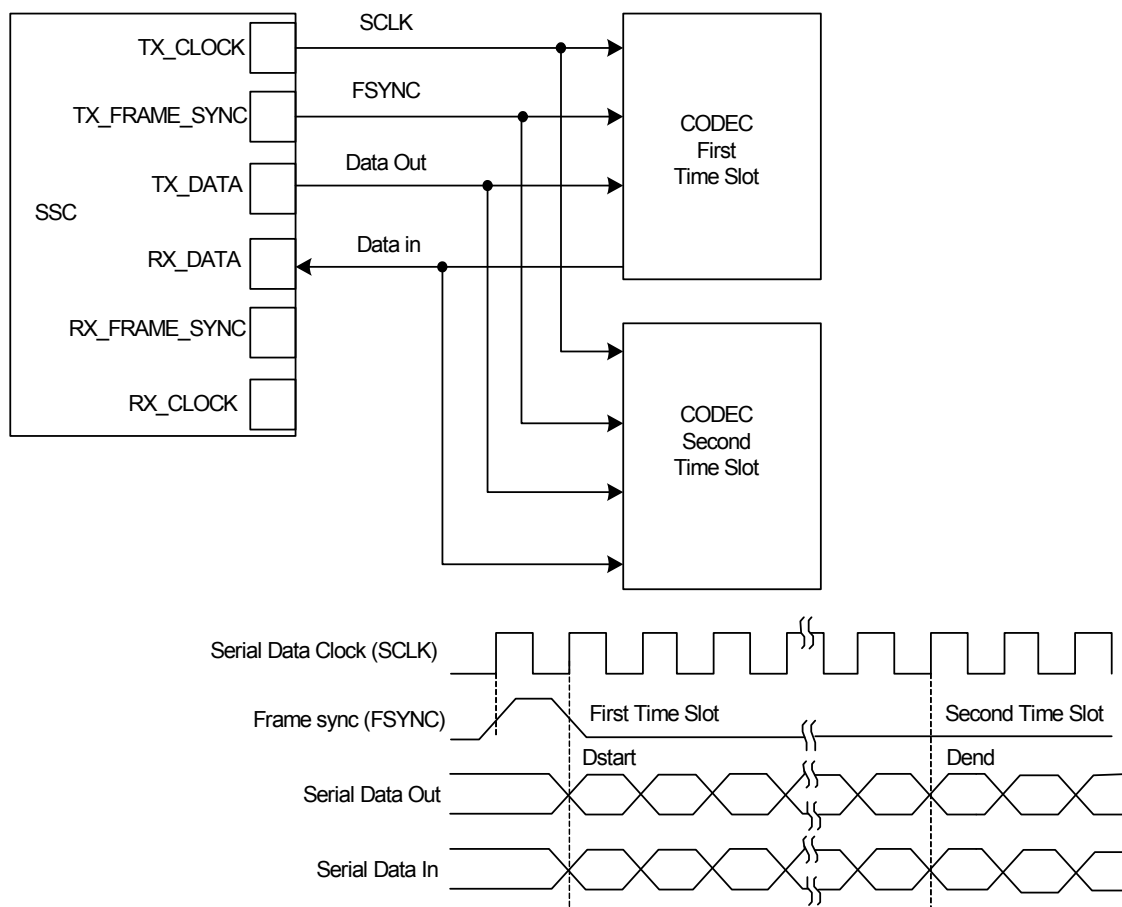 SCLK
TX_CLOCK
FSYNC
TX_FRAME_SYNC
CODEC
First
Time Slot
Data Out
TX_DATA
SSC
Data in
RX_DATA
RX_FRAME_SYNC
RX_CLOCK
CODEC
Second
Time Slot
Serial Data Clock (SCLK)
Frame sync (FSYNC)
First Time Slot
Second Time Slot
Dstart
Dend
Serial Data Out
Serial Data In